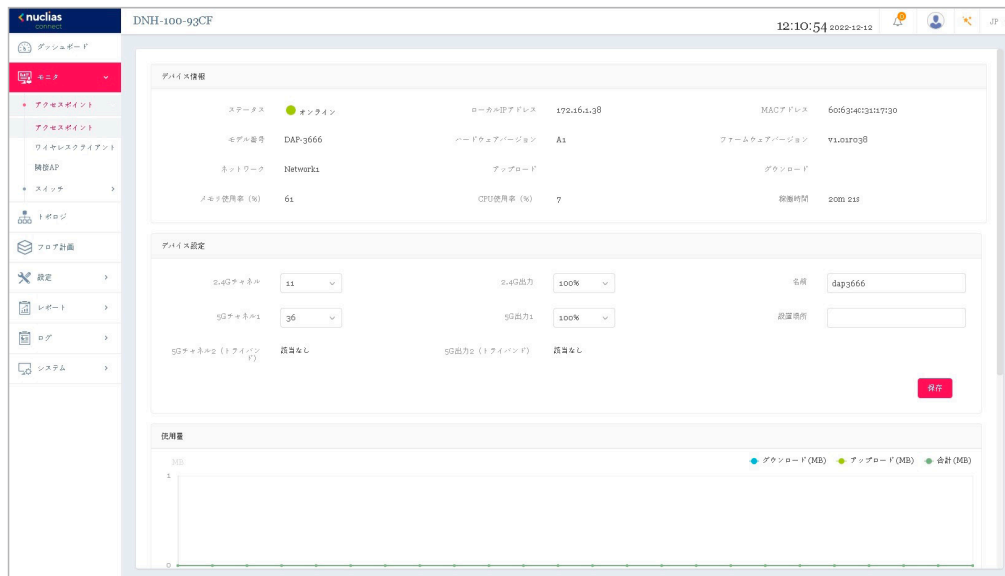 nuclias
connect
DNH-100-93CF
12:10:54 2022-12-12
0
JP
ダッシュボード
モニタ
アクセスポイント
アクセスポイント
ワイヤレスクライアント
隣接AP
スイッチ
トポロジ
フロア計画
設定
レポート
ログ
システム
デバイス情報
ステータス オンライン ローカルIPアドレス 172.16.1.38 MACアドレス 60:63:4c:31:17:30
モデル番号 DAP-3666 ハードウェアバージョン A1 ファームウェアバージョン v1.01r038
ネットワーク Network1 アップロード ダウンロード
メモリ使用率 (%) 61 CPU使用率 (%) 7 稼働時間 20m 21s
デバイス設定
2.4Gチャネル 11 2.4G出力 100% 名前 dap3666
5Gチャネル1 36 5G出力1 100% 設置場所
5Gチャネル2 (トライバン
ド) 該当なし 5G出力2 (トライバンド) 該当なし
保存
使用量
MB
ダウンロード(MB) アップロード(MB) 合計(MB)
1
0